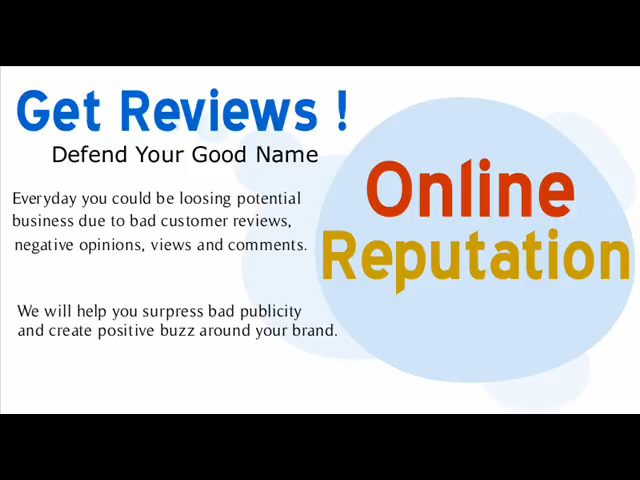 Get Reviews !
Defend Your Good Name
Everyday you could be loosing potential
business due to bad customer reviews,
negative opinions, views and comments.
We will help you surpress bad publicity
and create positive buzz around your brand.
Online
Reputation